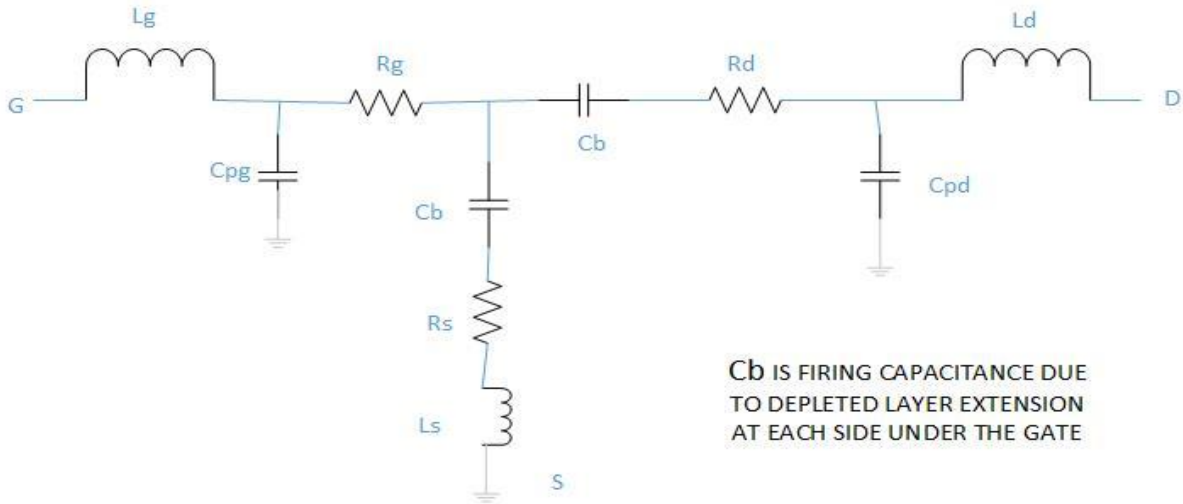 Lg
Ld
Rg
Rd
G
D
Cb
Cpg
Cpd
Cb
Rs
Cb IS FIRING CAPACITANCE DUE
TO DEPLETED LAYER EXTENSION
AT EACH SIDE UNDER THE GATE
Ls
S